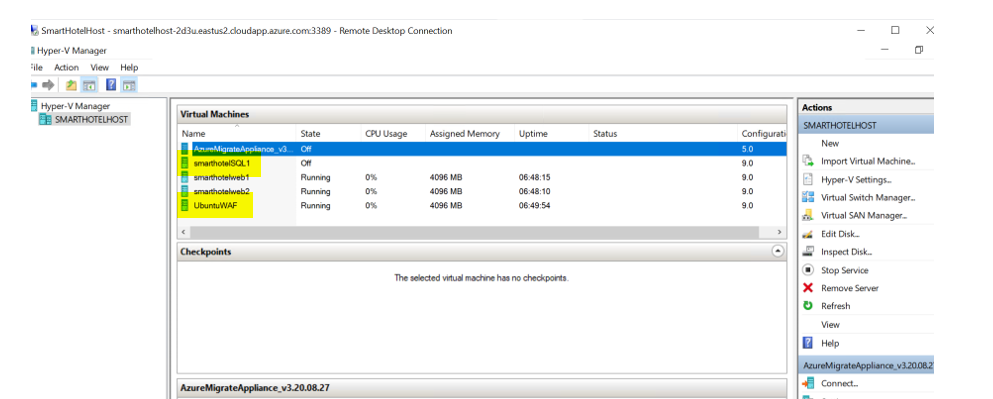 SmartHotelHost - smarthotelhost-2d3u.eastus2.cloudapp.azure.com:3389 - Remote Desktop Connection
Hyper-V Manager
File Action View Help
Hyper-V Manager
SMARTHOTELHOST
Virtual Machines
Name State CPU Usage Assigned Memory Uptime Status Configurati
AzureMigrateAppliance_v3... Off 5.0
smarthotelSQL1 Off 9.0
smarthotelweb1 Running 0% 4096 MB 06:48:15 9.0
smarthotelweb2 Running 0% 4096 MB 06:48:10 9.0
UbuntuWAF Running 0% 4096 MB 06:49:54 9.0
Checkpoints
The selected virtual machine has no checkpoints.
AzureMigrateAppliance_v3.20.08.27
Actions
SMARTHOTELHOST
New
Import Virtual Machine...
Hyper-V Settings...
Virtual Switch Manager...
Virtual SAN Manager...
Edit Disk...
Inspect Disk...
Stop Service
Remove Server
Refresh
View
Help
AzureMigrateAppliance_v3.20.08.2
Connect...